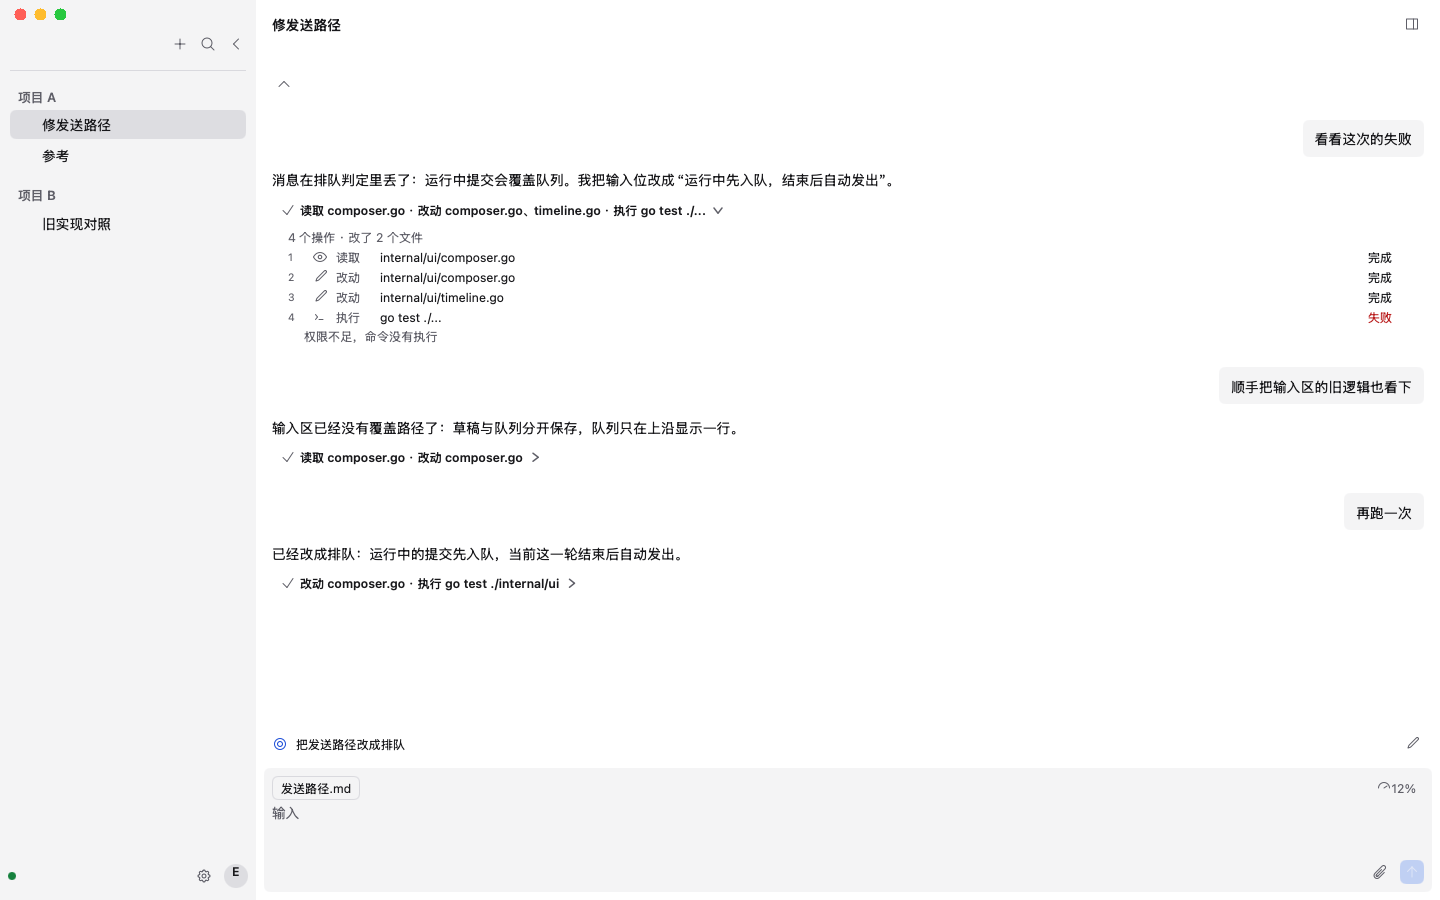 修发送路径
项目 A
修发送路径
参考
项目 B
旧实现对照
看看这次的失败
消息在排队判定里丢了：运行中提交会覆盖队列。我把输入位改成“运行中先入队，结束后自动发出”。
读取 composer.go · 改动 composer.go、timeline.go · 执行 go test ./...
4 个操作 · 改了 2 个文件
1 读取 internal/ui/composer.go 完成
2 改动 internal/ui/composer.go 完成
3 改动 internal/ui/timeline.go 完成
4 执行 go test ./... 失败
权限不足，命令没有执行
顺手把输入区的旧逻辑也看下
输入区已经没有覆盖路径了：草稿与队列分开保存，队列只在上沿显示一行。
读取 composer.go · 改动 composer.go
再跑一次
已经改成排队：运行中的提交先入队，当前这一轮结束后自动发出。
改动 composer.go · 执行 go test ./internal/ui
把发送路径改成排队
发送路径.md
12%
输入
E